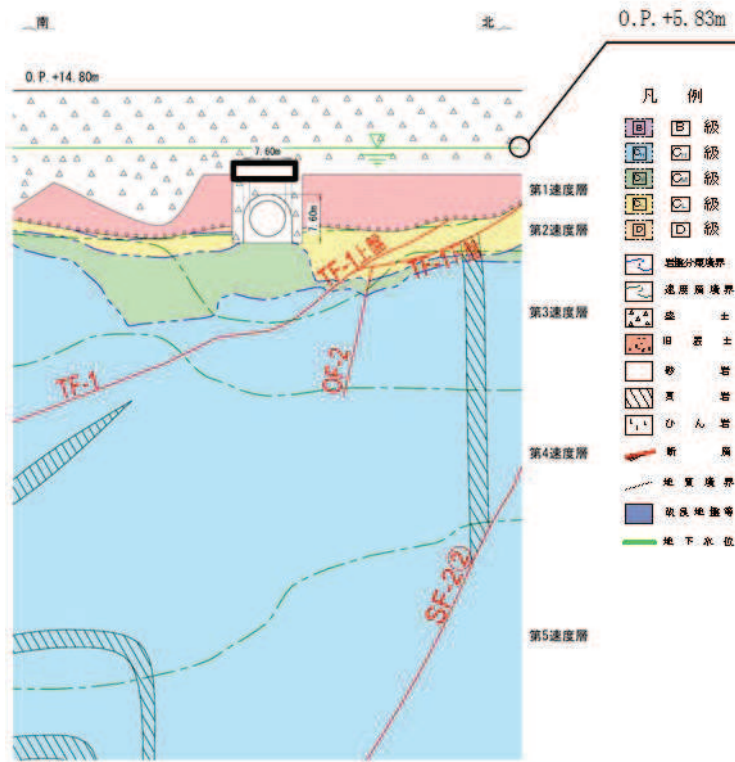 南
北
O.P.+5.83m
O.P.+14.80m
7.60m
7.60m
第1速度層
第2速度層
第3速度層
第4速度層
第5速度層
TF-1上盤
TF-1下盤
TF-1
OF-2
SF-2②
凡 例
B B 級
CH 級
CM 級
CL 級
D D 級
岩盤分類境界
速度層境界
盛 土
旧 表 土
砂 岩
頁 岩
ひ ん 岩
断 層
地 質 境 界
改 良 地 盤 等
地 下 水 位